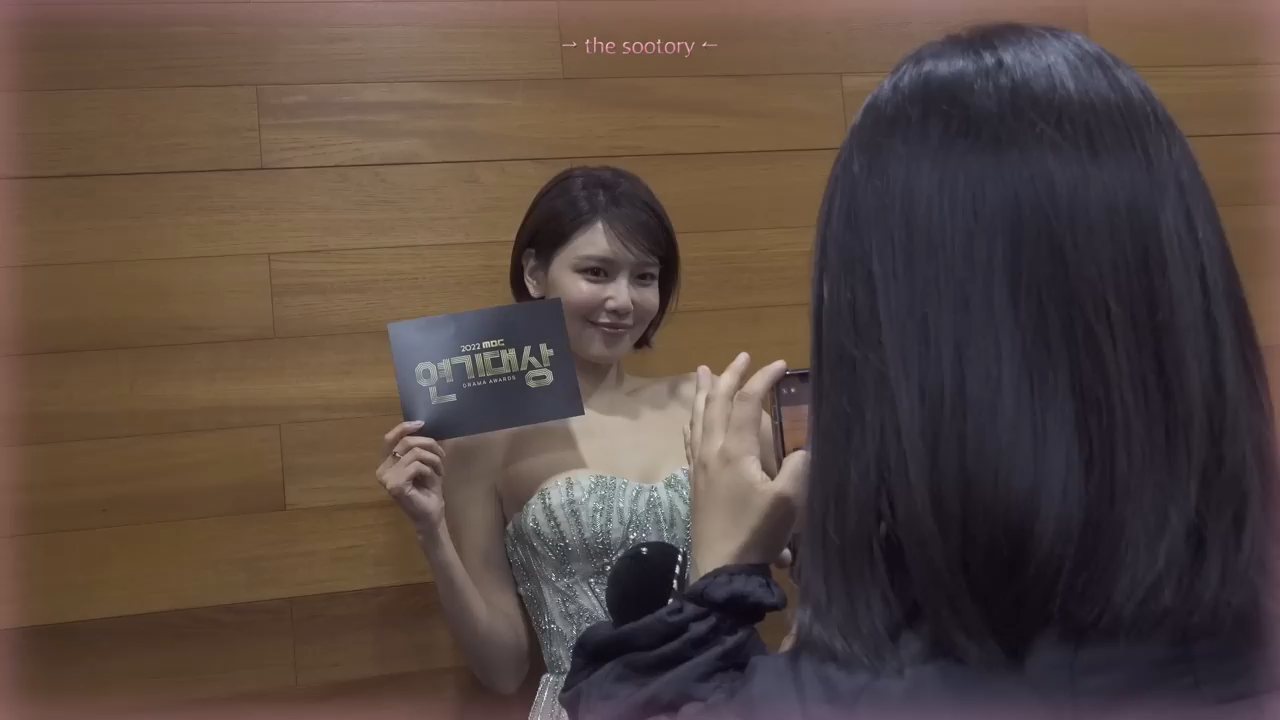 → the sootory ←
2022 MBC
연기대상
DRAMA AWARDS